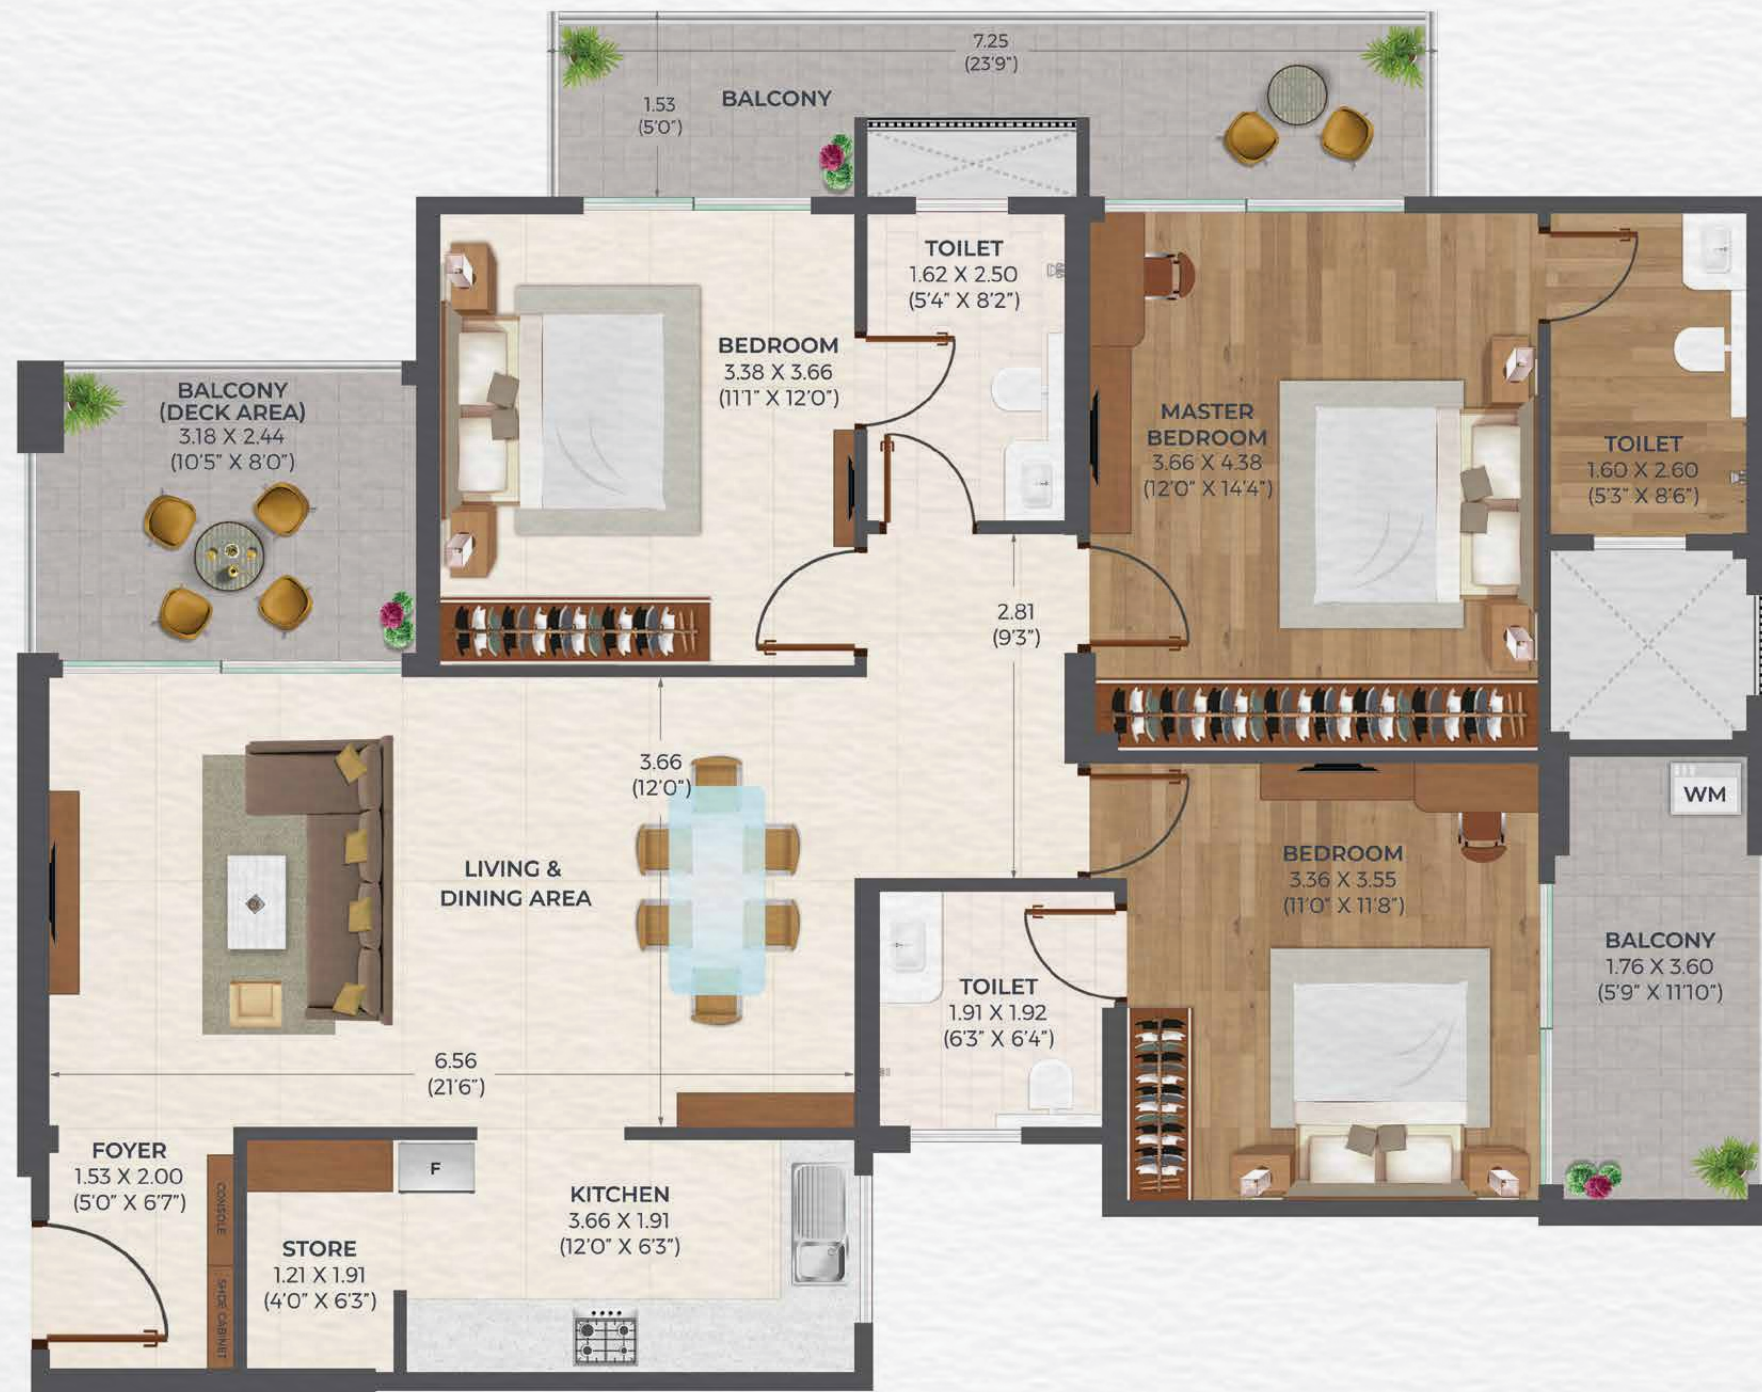 7.25
(23'9")
1.53
(5'0")
BALCONY
TOILET
1.62 X 2.50
(5'4" X 8'2")
BEDROOM
3.38 X 3.66
(11'1" X 12'0")
BALCONY
(DECK AREA)
3.18 X 2.44
(10'5" X 8'0")
MASTER
BEDROOM
3.66 X 4.38
(12'0" X 14'4")
TOILET
1.60 X 2.60
(5'3" X 8'6")
2.81
(9'3")
3.66
(12'0")
WM
LIVING &
DINING AREA
BEDROOM
3.36 X 3.55
(11'0" X 11'8")
BALCONY
1.76 X 3.60
(5'9" X 11'10")
TOILET
1.91 X 1.92
(6'3" X 6'4")
6.56
(21'6")
FOYER
1.53 X 2.00
(5'0" X 6'7")
CONSOLE
SHOE CABINET
F
KITCHEN
3.66 X 1.91
(12'0" X 6'3")
STORE
1.21 X 1.91
(4'0" X 6'3")